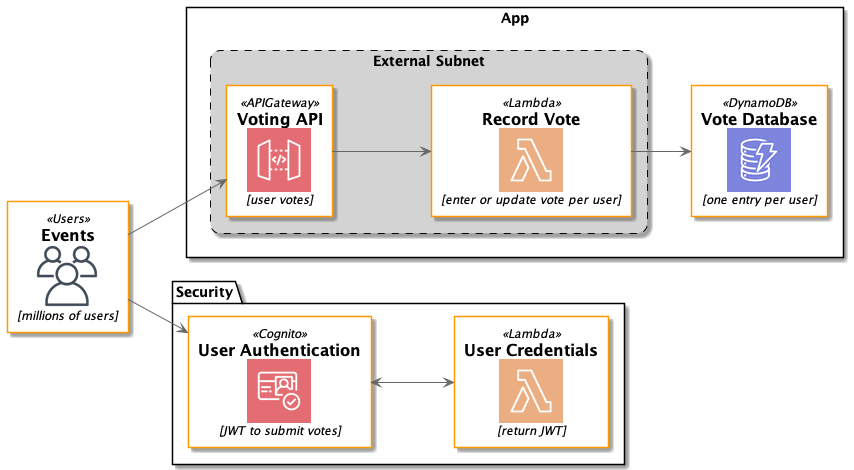 App
External Subnet
«APIGateway»
Voting API
[user votes]
«Lambda»
Record Vote
[enter or update vote per user]
«DynamoDB»
Vote Database
[one entry per user]
«Users»
Events
[millions of users]
Security
«Cognito»
User Authentication
[JWT to submit votes]
«Lambda»
User Credentials
[return JWT]